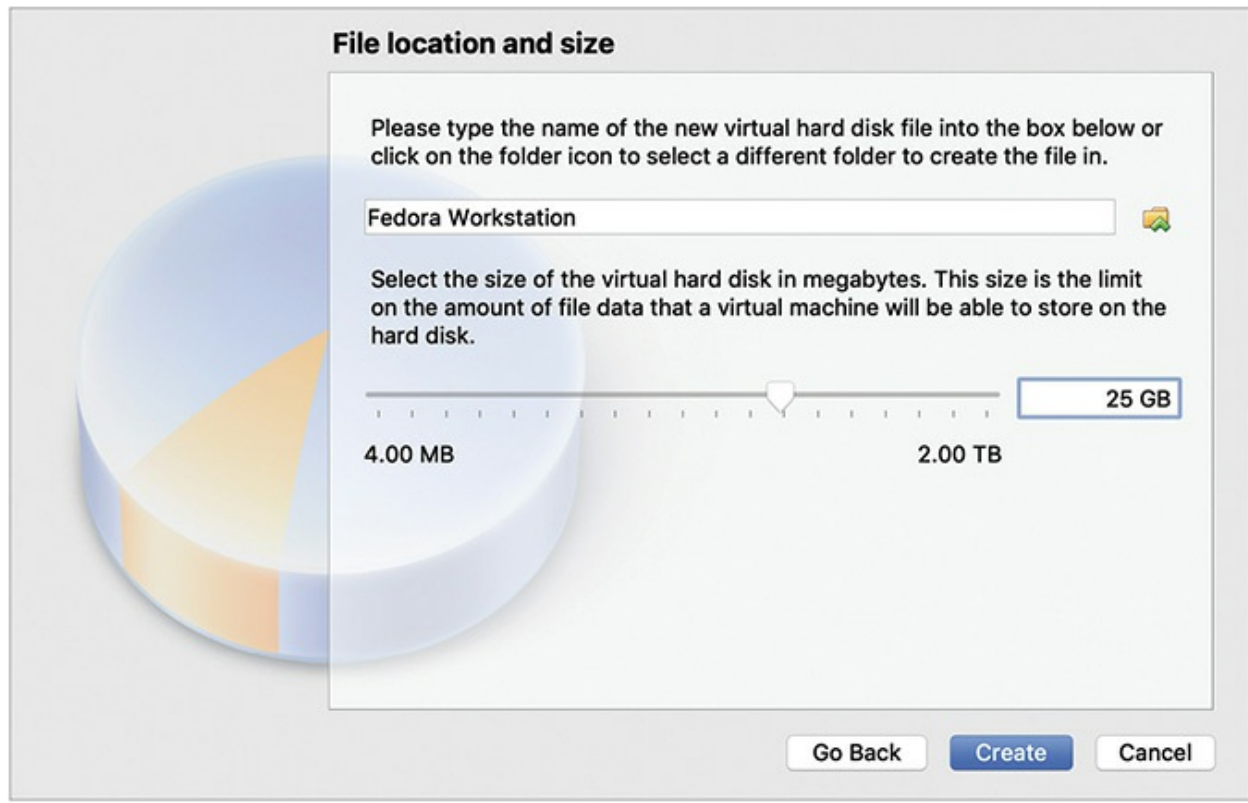 File location and size
Please type the name of the new virtual hard disk file into the box below or
click on the folder icon to select a different folder to create the file in.
Fedora Workstation
Select the size of the virtual hard disk in megabytes. This size is the limit
on the amount of file data that a virtual machine will be able to store on the
hard disk.
25 GB
4.00 MB
2.00 TB
Go Back
Create
Cancel